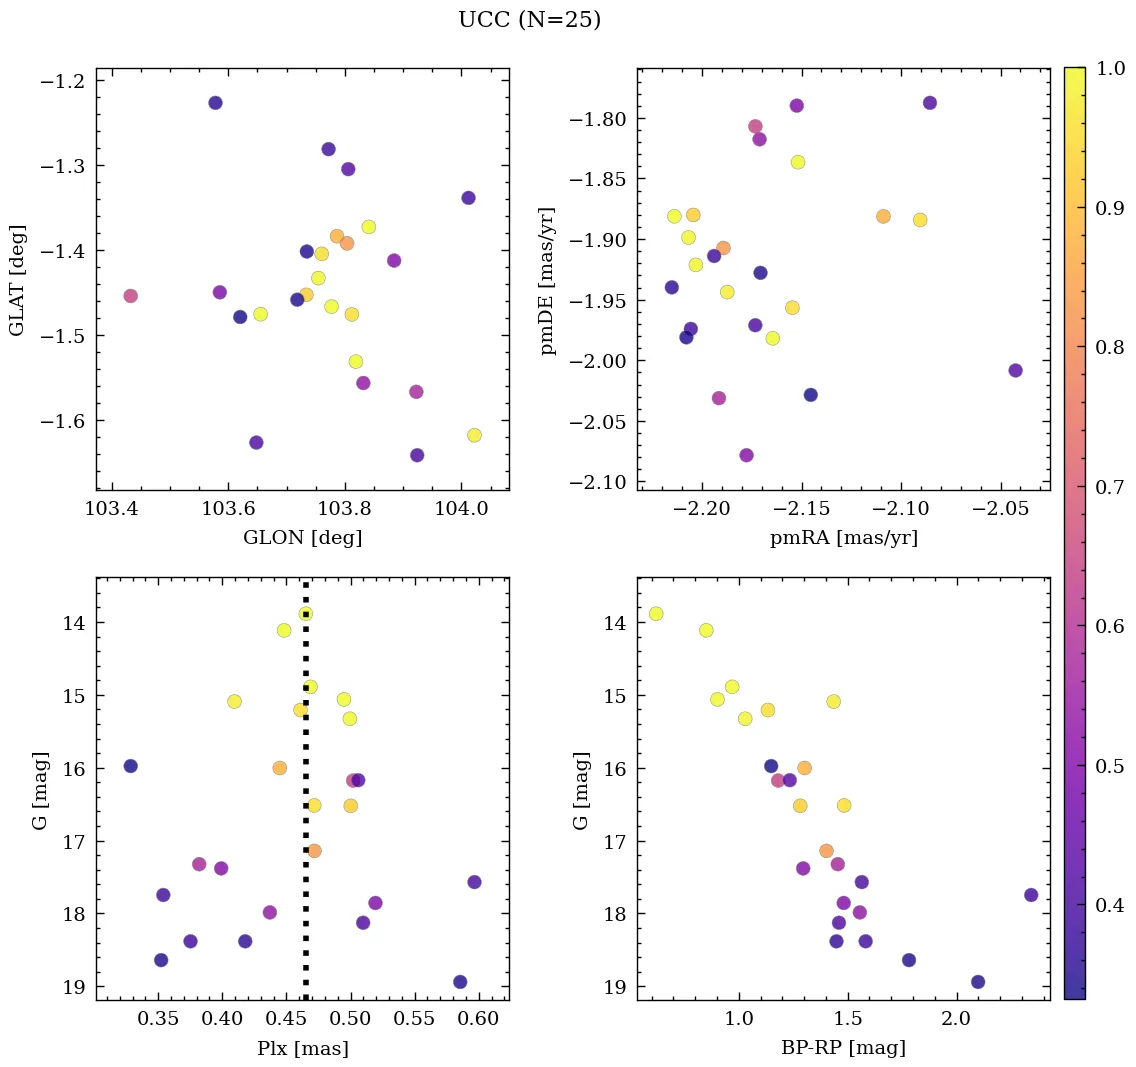 UCC (N=25)
−1.2
−1.3
−1.4
−1.5
−1.6
GLAT [deg]
103.4 103.6 103.8 104.0
GLON [deg]
−1.80
−1.85
−1.90
−1.95
−2.00
−2.05
−2.10
pmDE [mas/yr]
−2.20 −2.15 −2.10 −2.05
pmRA [mas/yr]
14
15
16
17
18
19
G [mag]
0.35 0.40 0.45 0.50 0.55 0.60
Plx [mas]
14
15
16
17
18
19
G [mag]
1.0 1.5 2.0
BP-RP [mag]
1.0
0.9
0.8
0.7
0.6
0.5
0.4